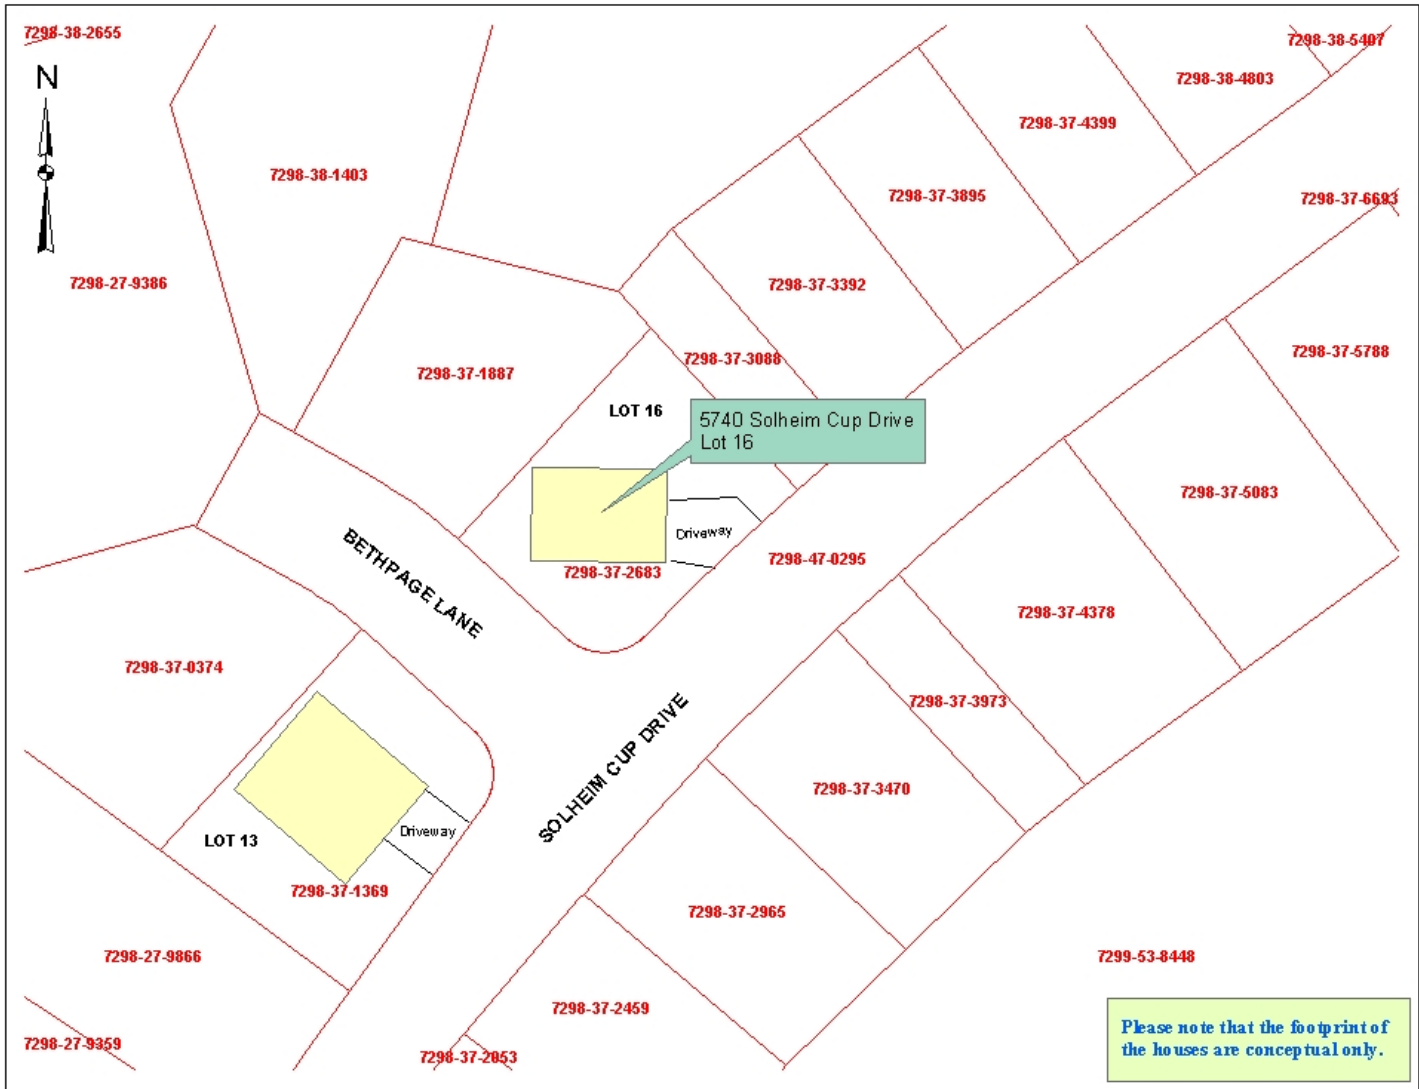 7298-38-2655
7298-38-5407
N
7298-38-4803
7298-37-4399
7298-38-1403
7298-37-3895
7298-37-6693
7298-27-9386
7298-37-3392
7298-37-5788
7298-37-3088
7298-37-1887
LOT 16
5740 Solheim Cup Drive
Lot 16
7298-37-5083
Driveway
BETHPAGE LANE
7298-47-0295
7298-37-2683
7298-37-4378
7298-37-0374
7298-37-3973
SOLHEIM CUP DRIVE
7298-37-3470
Driveway
LOT 13
7298-37-1369
7298-37-2965
7298-27-9866
7299-53-8448
7298-37-2459
Please note that the footprint of
the houses are conceptual only.
7298-27-9359
7298-37-2053